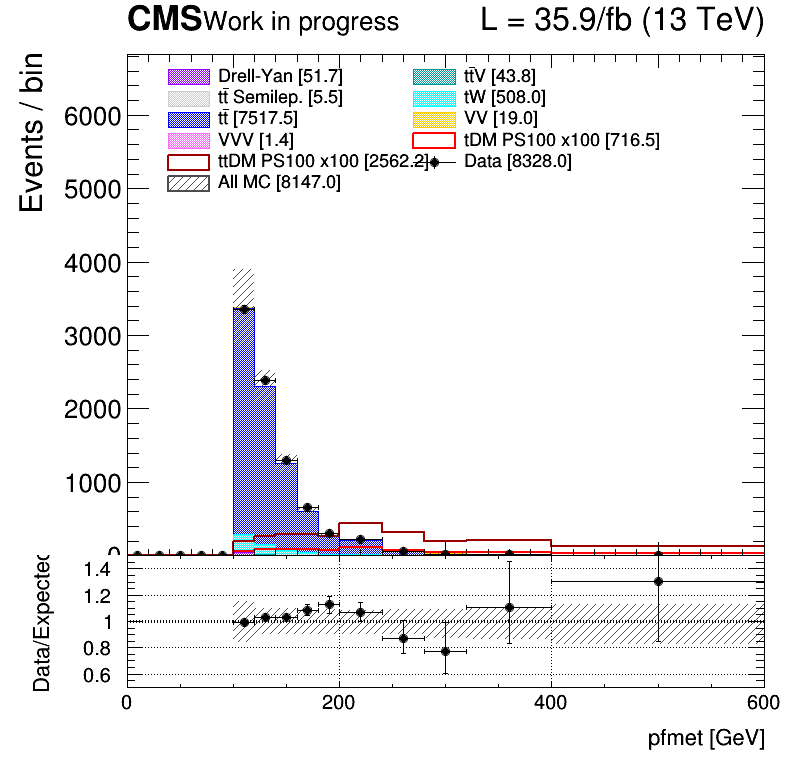 CMS Work in progress L = 35.9/fb (13 TeV)
Events / bin
Drell-Yan [51.7] tt̄V [43.8]
tt̄ Semilep. [5.5] tW [508.0]
tt̄ [7517.5] VV [19.0]
VVV [1.4] tDM PS100 x100 [716.5]
ttDM PS100 x100 [2562.2] Data [8328.0]
All MC [8147.0]
6000
5000
4000
3000
2000
1000
0
Data/Expected
1.4
1.2
1
0.8
0.6
0 200 400 600
pfmet [GeV]